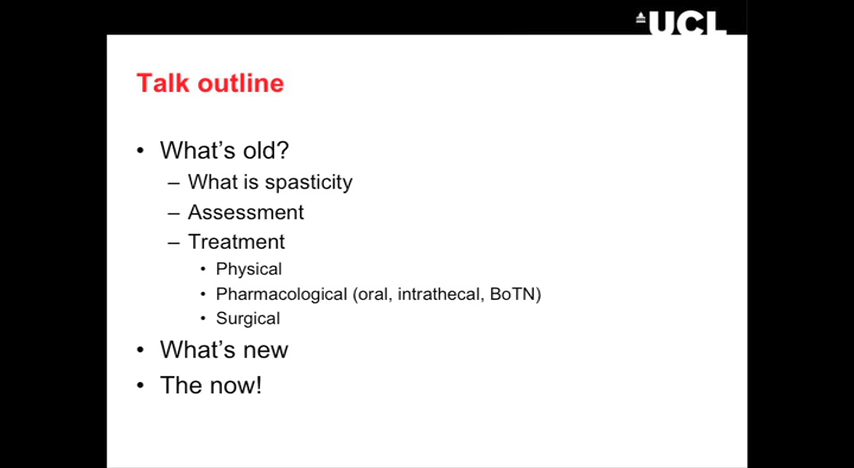 UCL
Talk outline
• What's old?
– What is spasticity
– Assessment
– Treatment
• Physical
• Pharmacological (oral, intrathecal, BoTN)
• Surgical
• What's new
• The now!